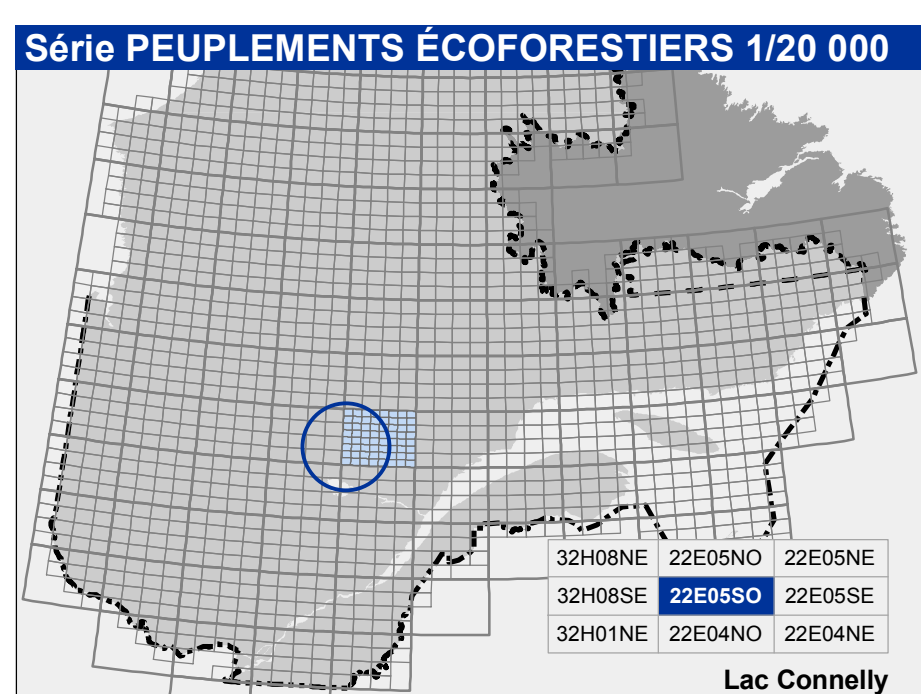 Série PEUPLEMENTS ÉCOFORESTIERS 1/20 000
32H08NE 22E05NO 22E05NE
32H08SE 22E05SO 22E05SE
32H01NE 22E04NO 22E04NE
Lac Connelly